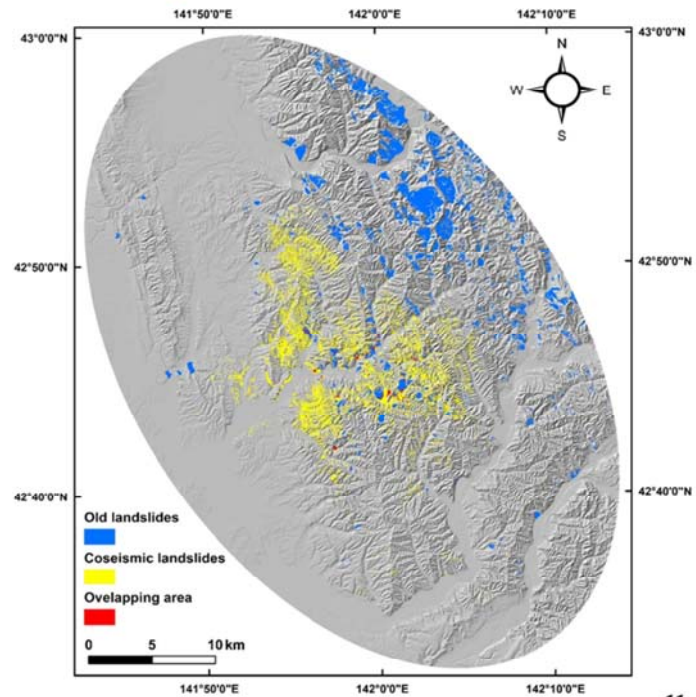 141°50'0"E 142°0'0"E 142°10'0"E
43°0'0"N 43°0'0"N
N
W E
S
42°50'0"N 42°50'0"N
42°40'0"N 42°40'0"N
Old landslides
Coseismic landslides
Ovelapping area
0 5 10 km
141°50'0"E 142°0'0"E 142°10'0"E